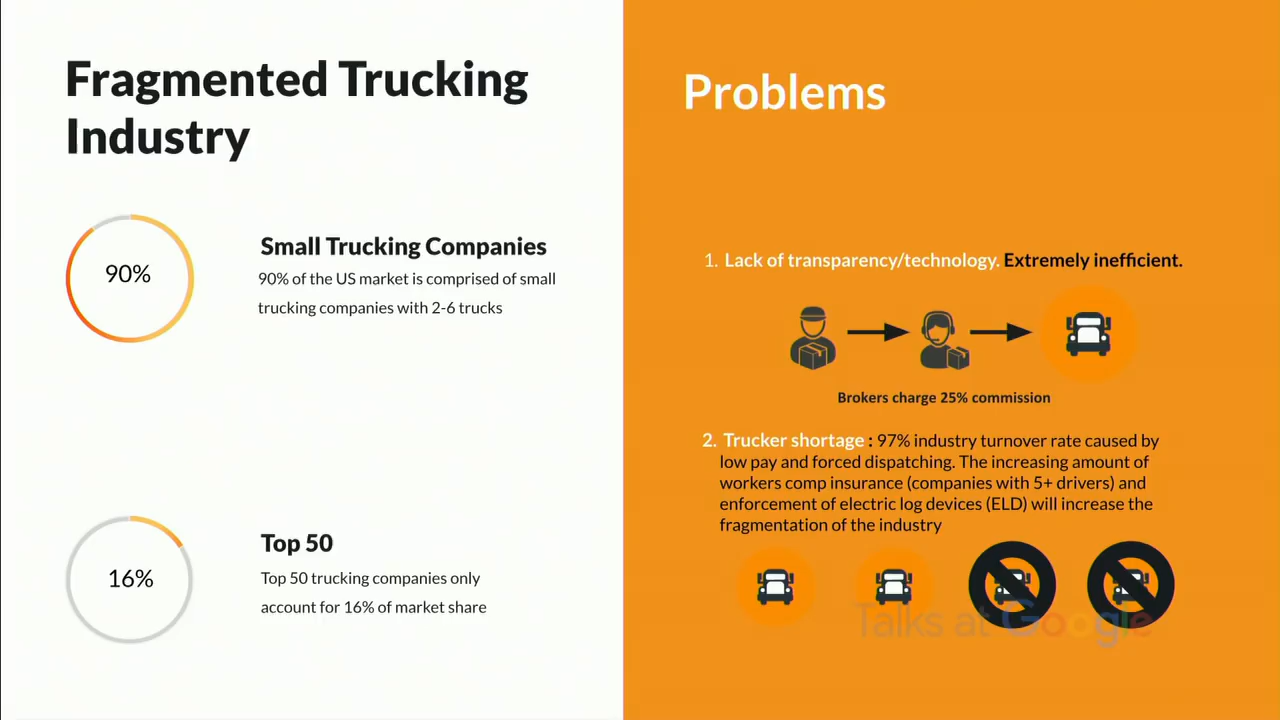 Fragmented Trucking
Industry
90%
Small Trucking Companies
90% of the US market is comprised of small
trucking companies with 2-6 trucks
16%
Top 50
Top 50 trucking companies only
account for 16% of market share
Problems
1. Lack of transparency/technology. Extremely inefficient.
Brokers charge 25% commission
2. Trucker shortage : 97% industry turnover rate caused by
low pay and forced dispatching. The increasing amount of
workers comp insurance (companies with 5+ drivers) and
enforcement of electric log devices (ELD) will increase the
fragmentation of the industry
Talks at Google